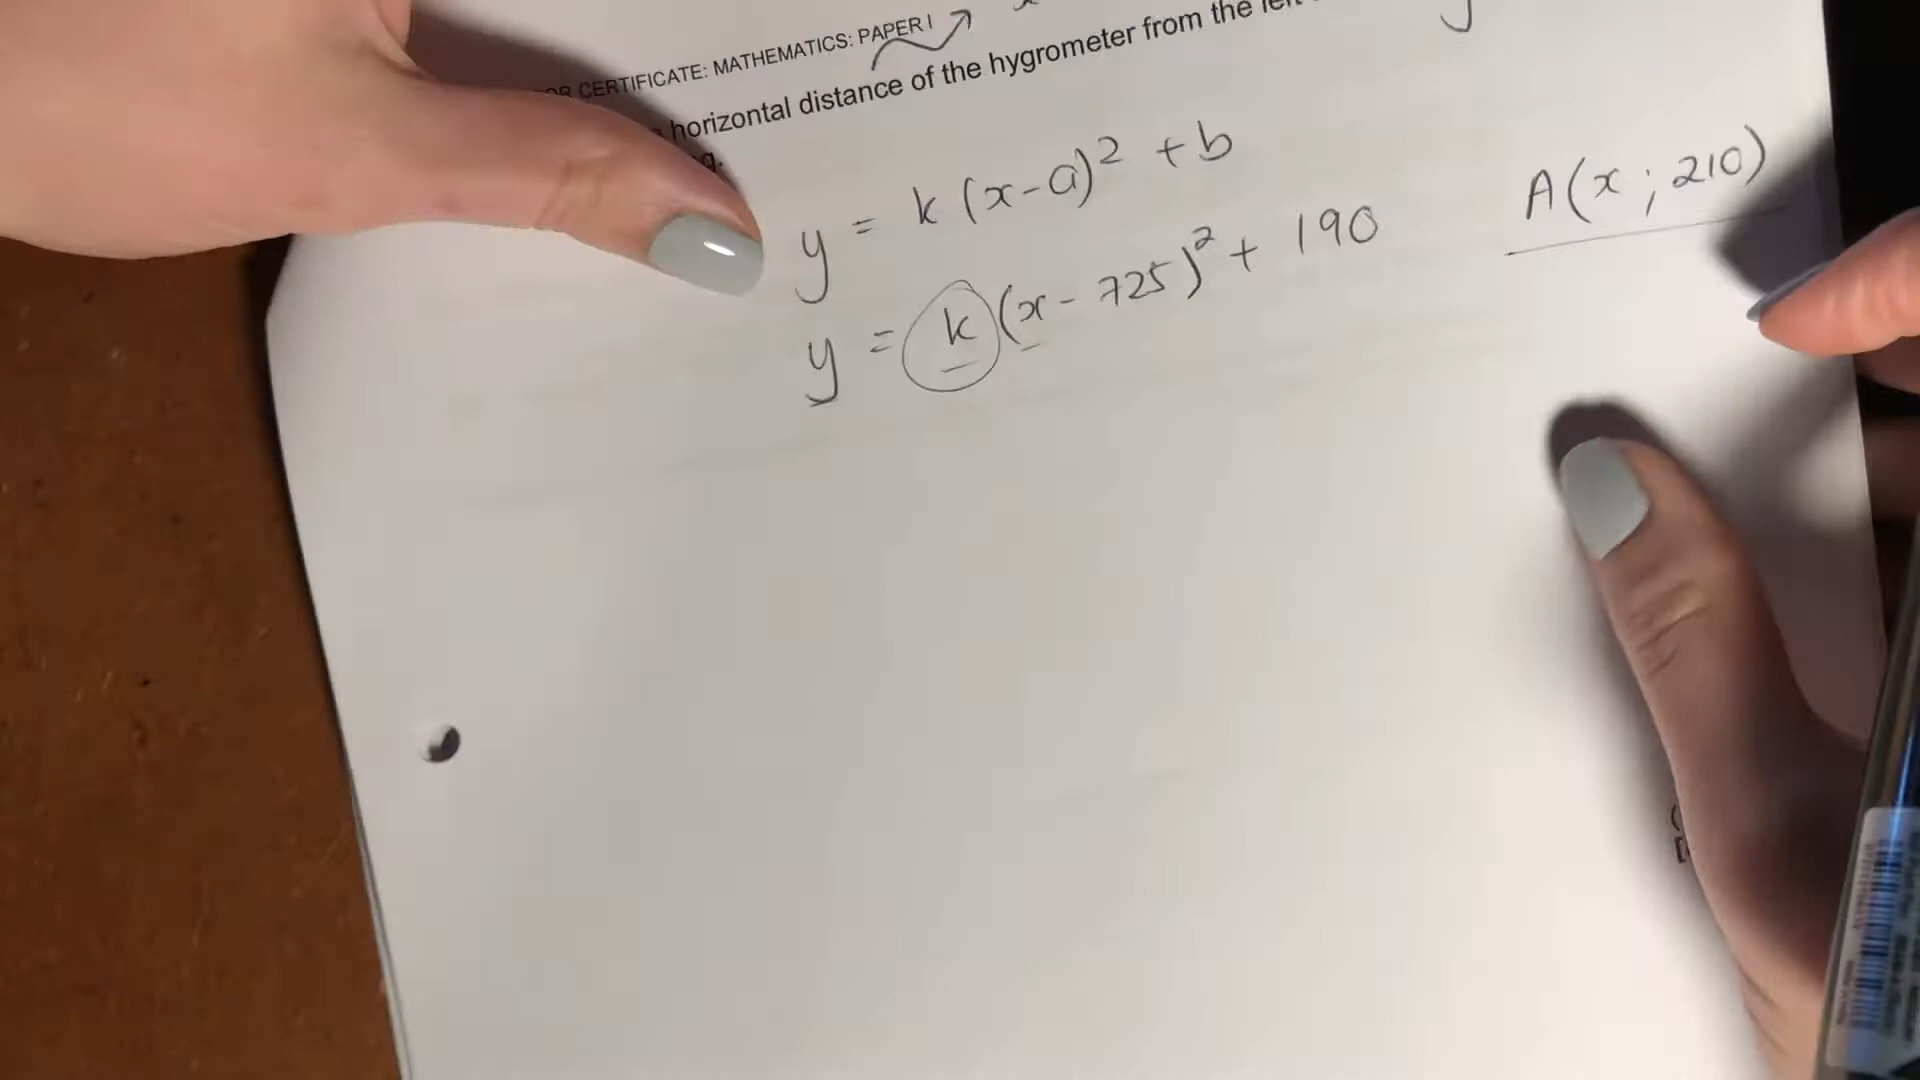 CERTIFICATE: MATHEMATICS: PAPER I
horizontal distance of the hygrometer from the
y = k (x-a)² + b
y = k (x - 725)² + 190
A(x ; 210)